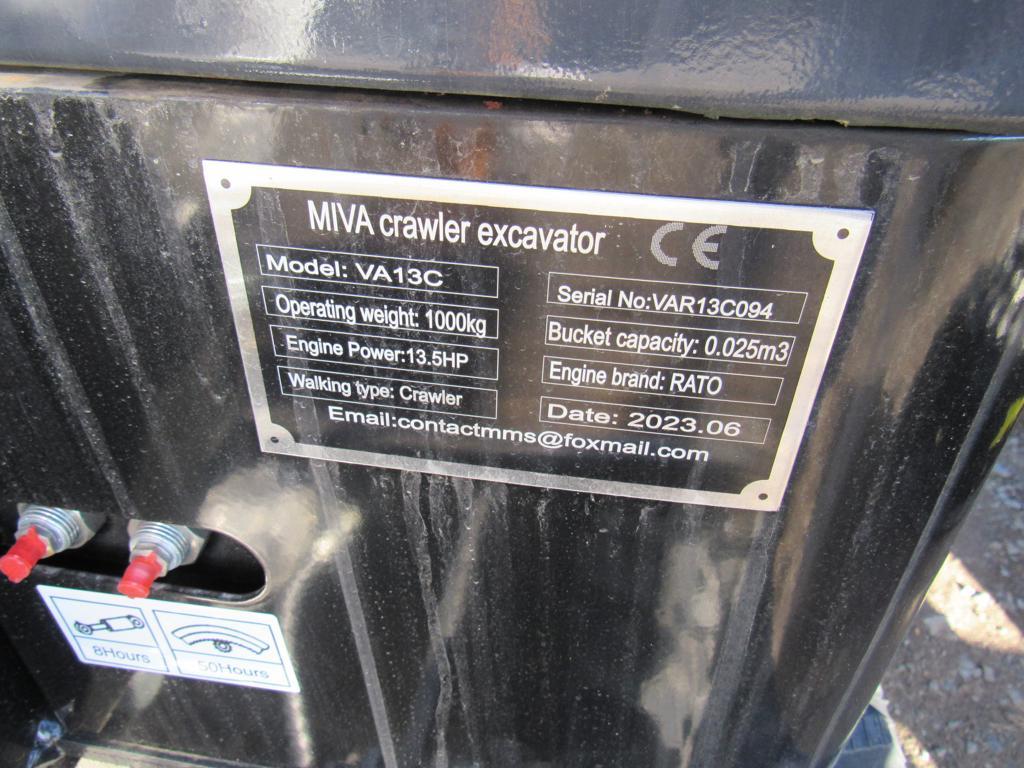 MIVA crawler excavator CE
Model: VA13C
Operating weight: 1000kg
Engine Power:13.5HP
Walking type: Crawler
Serial No:VAR13C094
Bucket capacity: 0.025m3
Engine brand: RATO
Date: 2023.06
Email:contactmms@foxmail.com
8Hours
50Hours